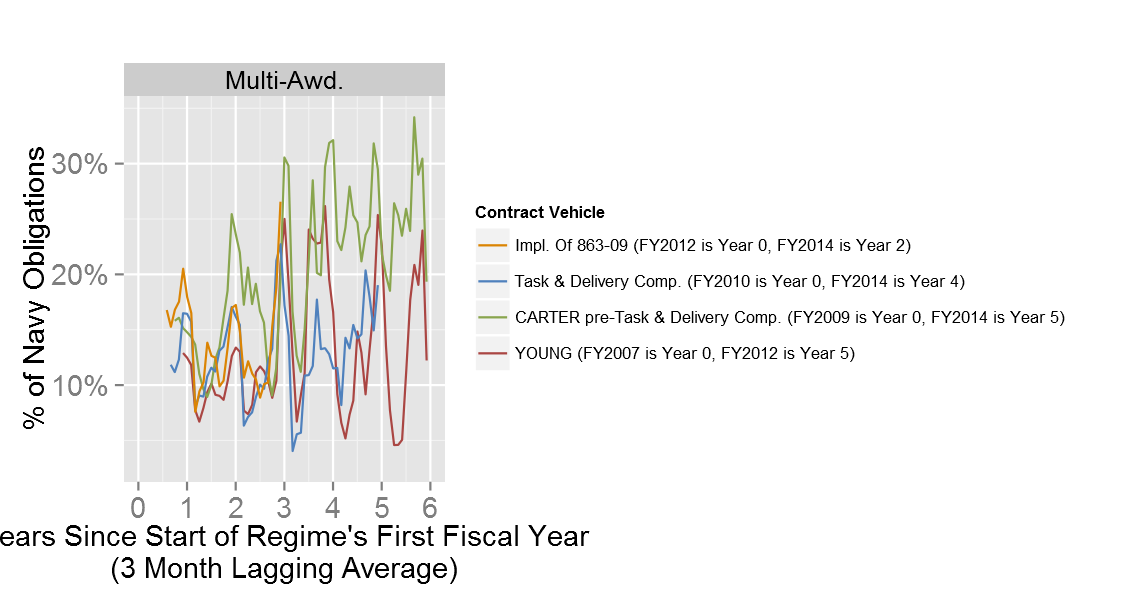 Multi-Awd.
30%
20%
10%
% of Navy Obligations
0 1 2 3 4 5 6
ears Since Start of Regime's First Fiscal Year
(3 Month Lagging Average)
Contract Vehicle
Impl. Of 863-09 (FY2012 is Year 0, FY2014 is Year 2)
Task & Delivery Comp. (FY2010 is Year 0, FY2014 is Year 4)
CARTER pre-Task & Delivery Comp. (FY2009 is Year 0, FY2014 is Year 5)
YOUNG (FY2007 is Year 0, FY2012 is Year 5)